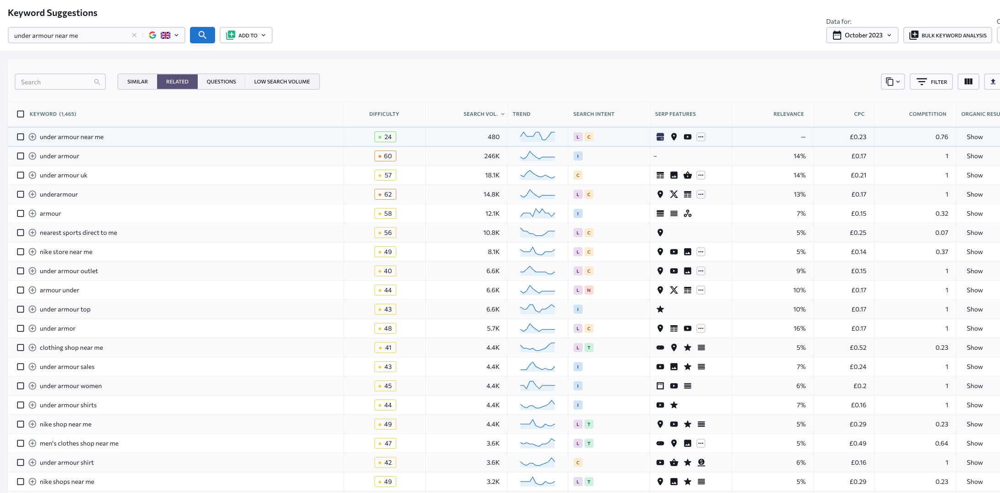 Keyword Suggestions
Data for:
under armour near me
ADD TO
October 2023
BULK KEYWORD ANALYSIS
Search
SIMILAR RELATED QUESTIONS LOW SEARCH VOLUME
FILTER
KEYWORD (1,465) DIFFICULTY SEARCH VOL. TREND SEARCH INTENT SERP FEATURES RELEVANCE CPC COMPETITION ORGANIC RESU
under armour near me 24 480 L C – £0.23 0.76 Show
under armour 60 246K I – 14% £0.17 1 Show
under armour uk 57 18.1K C 14% £0.21 1 Show
underarmour 62 14.8K L C 13% £0.17 1 Show
armour 58 12.1K I 7% £0.15 0.32 Show
nearest sports direct to me 56 10.8K L C 5% £0.25 0.07 Show
nike store near me 49 8.1K L C 5% £0.14 0.37 Show
under armour outlet 40 6.6K L C 9% £0.15 1 Show
armour under 44 6.6K L N 10% £0.17 1 Show
under armour top 43 6.6K I 10% £0.17 1 Show
under armor 48 5.7K L C 16% £0.17 1 Show
clothing shop near me 41 4.4K L T 5% £0.52 0.23 Show
under armour sales 43 4.4K I 7% £0.24 1 Show
under armour women 45 4.4K I 6% £0.2 1 Show
under armour shirts 44 4.4K I 7% £0.16 1 Show
nike shop near me 49 4.4K L T 5% £0.29 0.23 Show
men's clothes shop near me 47 3.6K L T 5% £0.49 0.64 Show
under armour shirt 42 3.6K C 6% £0.16 1 Show
nike shops near me 49 3.2K L T 5% £0.29 0.23 Show